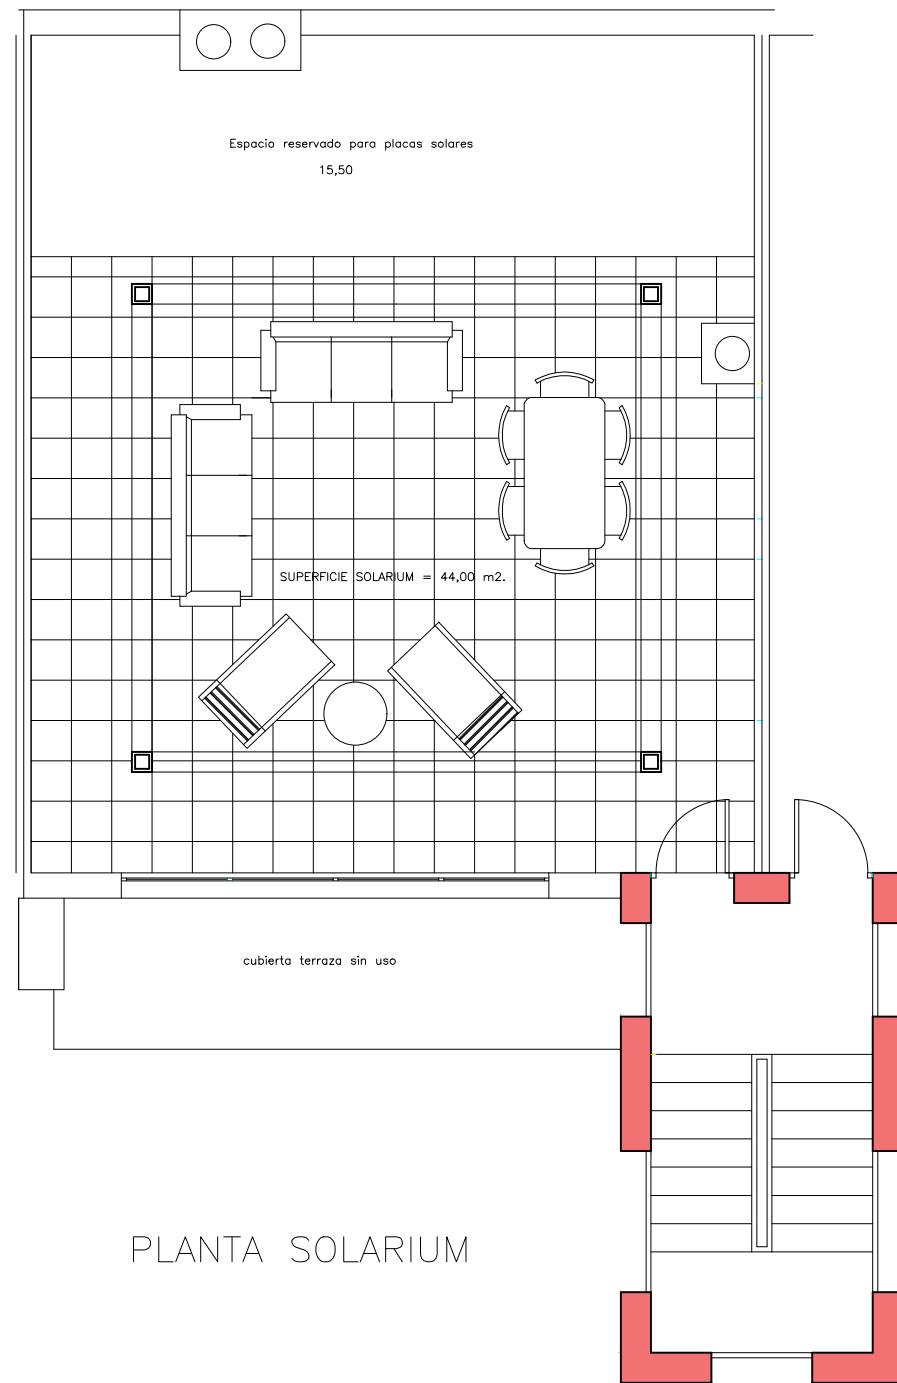 Espacio reservado para placas solares
15,50
SUPERFICIE SOLARIUM = 44,00 m2.
cubierta terraza sin uso
PLANTA SOLARIUM